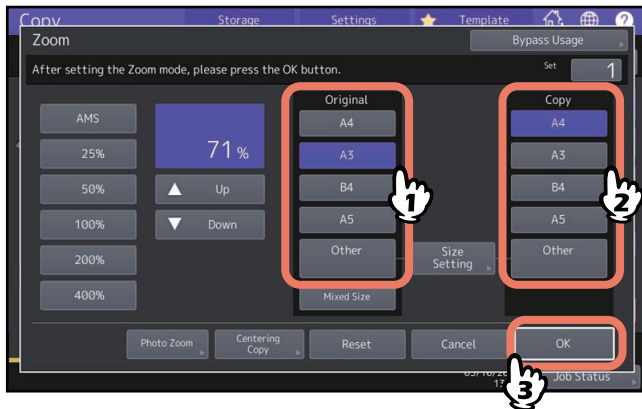 Copy Storage Settings Template ?
Zoom Bypass Usage
After setting the Zoom mode, please press the OK button. Set 1
Original Copy
AMS A4 A4
25% 71% A3 A3
50% Up B4 B4
1 2
100% Down A5 A5
200% Other Size Setting Other
400% Mixed Size
Photo Zoom Centering Copy Reset Cancel OK
3
Job Status